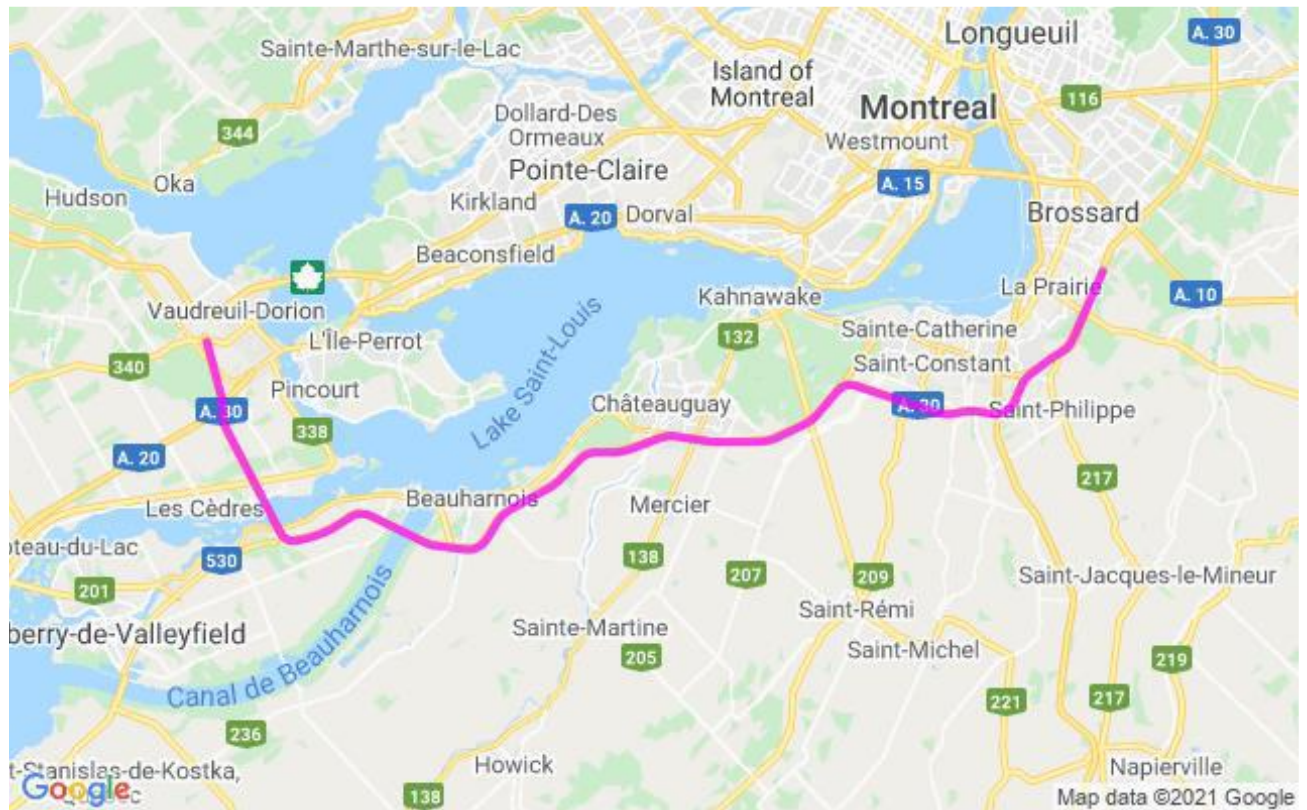 Longueuil
A. 30
Sainte-Marthe-sur-le-Lac
Island of
Montreal
116
Dollard-Des
Ormeaux
Montreal
344
Westmount
Pointe-Claire
Oka
A. 15
Hudson
Kirkland
A. 20
Dorval
Brossard
Beaconsfield
La Prairie
A. 10
Vaudreuil-Dorion
Kahnawake
L'Île-Perrot
132
Sainte-Catherine
340
Saint-Constant
Pincourt
Lake Saint-Louis
Châteauguay
A. 30
A. 30
Saint-Philippe
338
A. 20
217
Les Cèdres
Beauharnois
Mercier
oteau-du-Lac
530
138
207
209
Saint-Jacques-le-Mineur
201
Saint-Rémi
berry-de-Valleyfield
Sainte-Martine
Saint-Michel
205
219
Canal de Beauharnois
221
217
236
Howick
Napierville
t-Stanislas-de-Kostka,
Google
138
Map data ©2021 Google